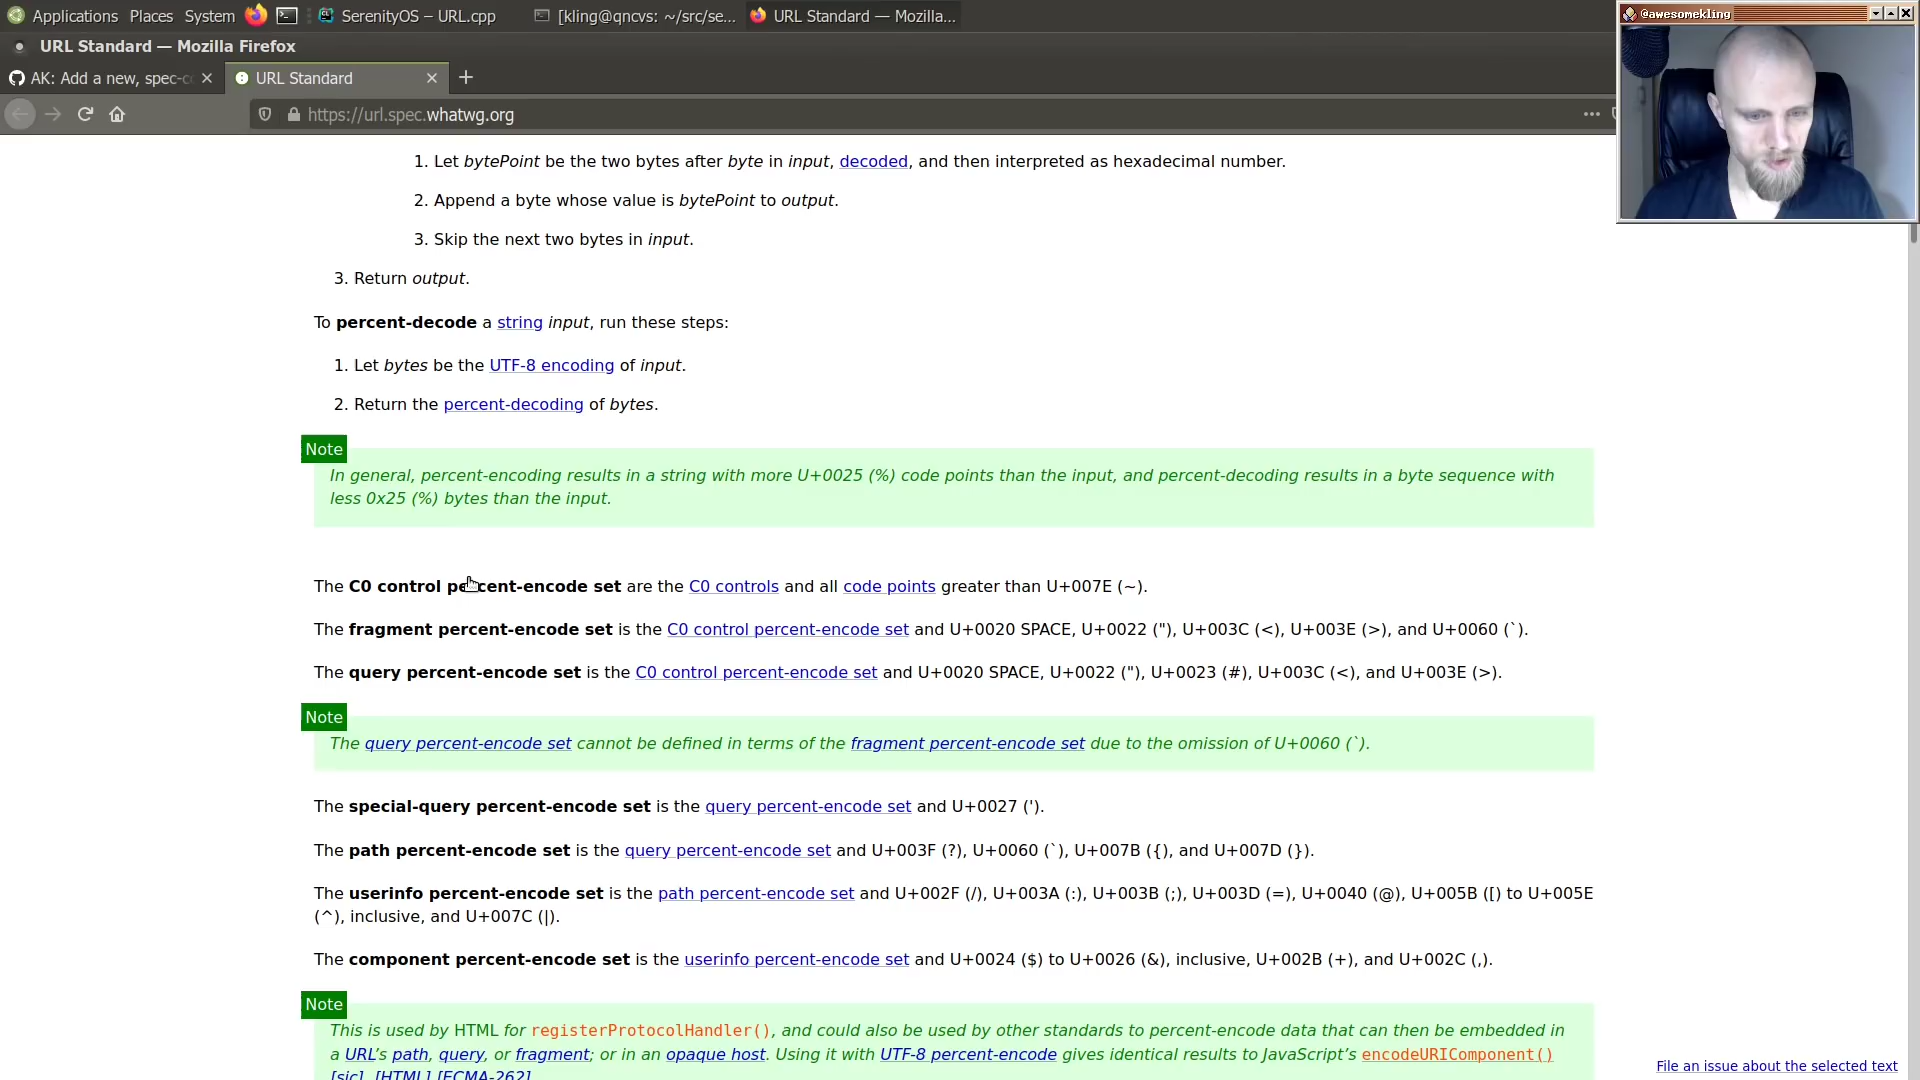 Applications Places System SerenityOS – URL.cpp [kling@qncvs: ~/src/se... URL Standard — Mozilla...
@awesomekling
URL Standard — Mozilla Firefox
AK: Add a new, spec-c URL Standard
https://url.spec.whatwg.org
1. Let bytePoint be the two bytes after byte in input, decoded, and then interpreted as hexadecimal number.
2. Append a byte whose value is bytePoint to output.
3. Skip the next two bytes in input.
3. Return output.
To percent-decode a string input, run these steps:
1. Let bytes be the UTF-8 encoding of input.
2. Return the percent-decoding of bytes.
Note
In general, percent-encoding results in a string with more U+0025 (%) code points than the input, and percent-decoding results in a byte sequence with
less 0x25 (%) bytes than the input.
The C0 control percent-encode set are the C0 controls and all code points greater than U+007E (~).
The fragment percent-encode set is the C0 control percent-encode set and U+0020 SPACE, U+0022 ("), U+003C (<), U+003E (>), and U+0060 (`).
The query percent-encode set is the C0 control percent-encode set and U+0020 SPACE, U+0022 ("), U+0023 (#), U+003C (<), and U+003E (>).
Note
The query percent-encode set cannot be defined in terms of the fragment percent-encode set due to the omission of U+0060 (`).
The special-query percent-encode set is the query percent-encode set and U+0027 (').
The path percent-encode set is the query percent-encode set and U+003F (?), U+0060 (`), U+007B ({), and U+007D (}).
The userinfo percent-encode set is the path percent-encode set and U+002F (/), U+003A (:), U+003B (;), U+003D (=), U+0040 (@), U+005B ([) to U+005E
(^), inclusive, and U+007C (|).
The component percent-encode set is the userinfo percent-encode set and U+0024 ($) to U+0026 (&), inclusive, U+002B (+), and U+002C (,).
Note
This is used by HTML for registerProtocolHandler(), and could also be used by other standards to percent-encode data that can then be embedded in
a URL's path, query, or fragment; or in an opaque host. Using it with UTF-8 percent-encode gives identical results to JavaScript's encodeURIComponent()
[sic]. [HTML] [ECMA-262]
File an issue about the selected text